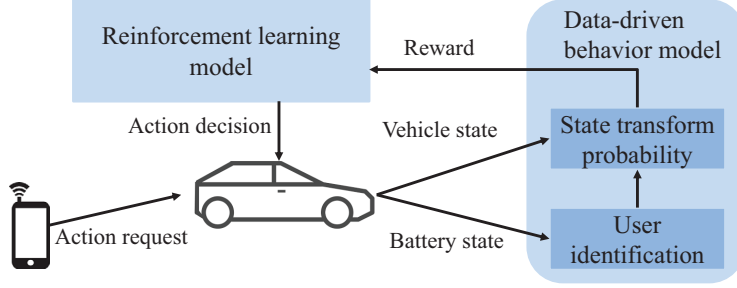 Reinforcement learning
model
Data-driven
behavior model
Reward
Action decision
Vehicle state
State transform
probability
Action request
Battery state
User
identification